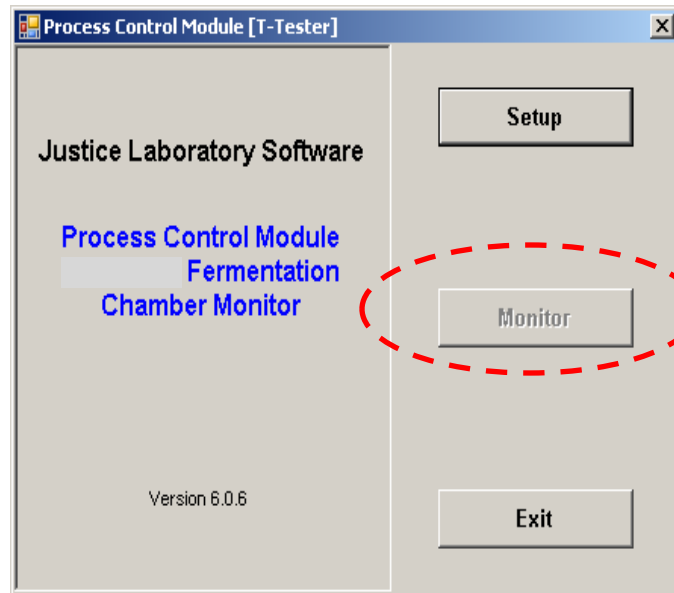 Process Control Module [T-Tester]
Setup
Justice Laboratory Software
Process Control Module
Fermentation
Chamber Monitor
Monitor
Version 6.0.6
Exit